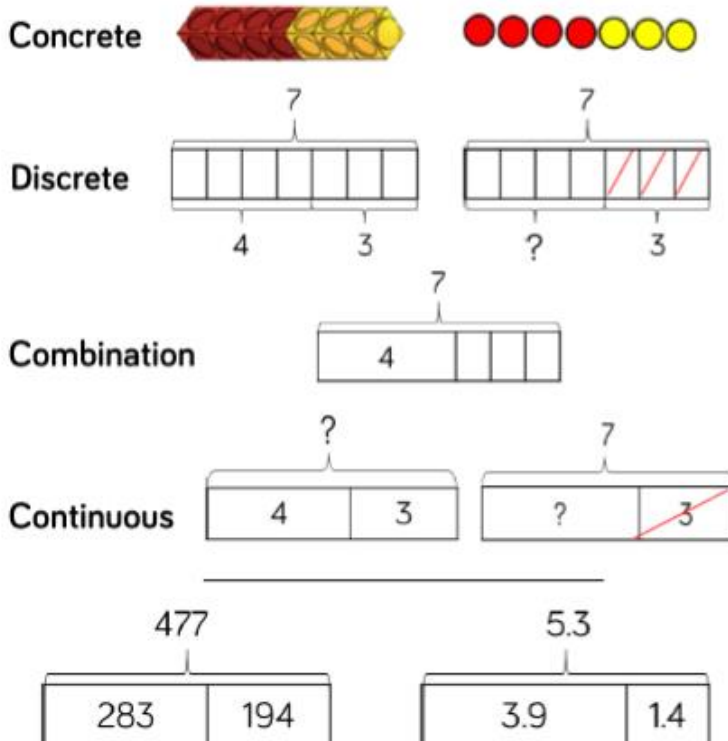 Concrete
7 7
Discrete
4 3 ? 3
7
Combination
4
? 7
Continuous
4 3 ? 3
477 5.3
283 194 3.9 1.4